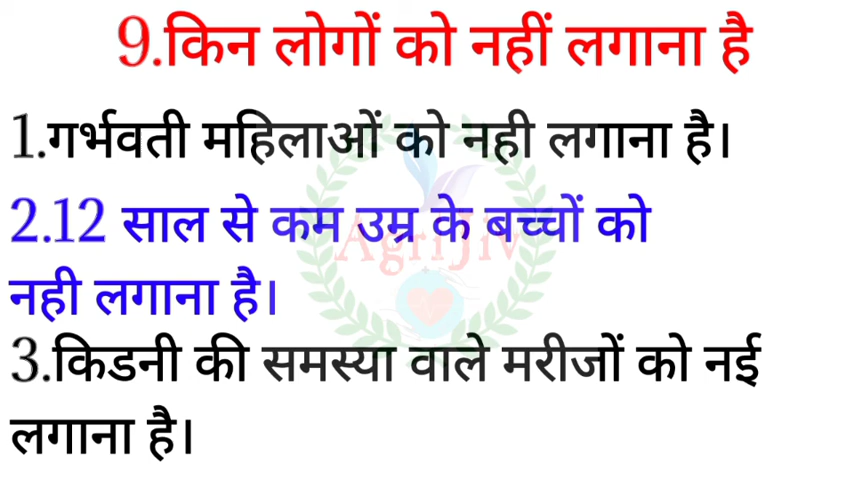 9.किन लोगों को नहीं लगाना है
1.गर्भवती महिलाओं को नही लगाना है।
2.12 साल से कम उम्र के बच्चों को
नही लगाना है।
AgriJiv
3.किडनी की समस्या वाले मरीजों को नई
लगाना है।